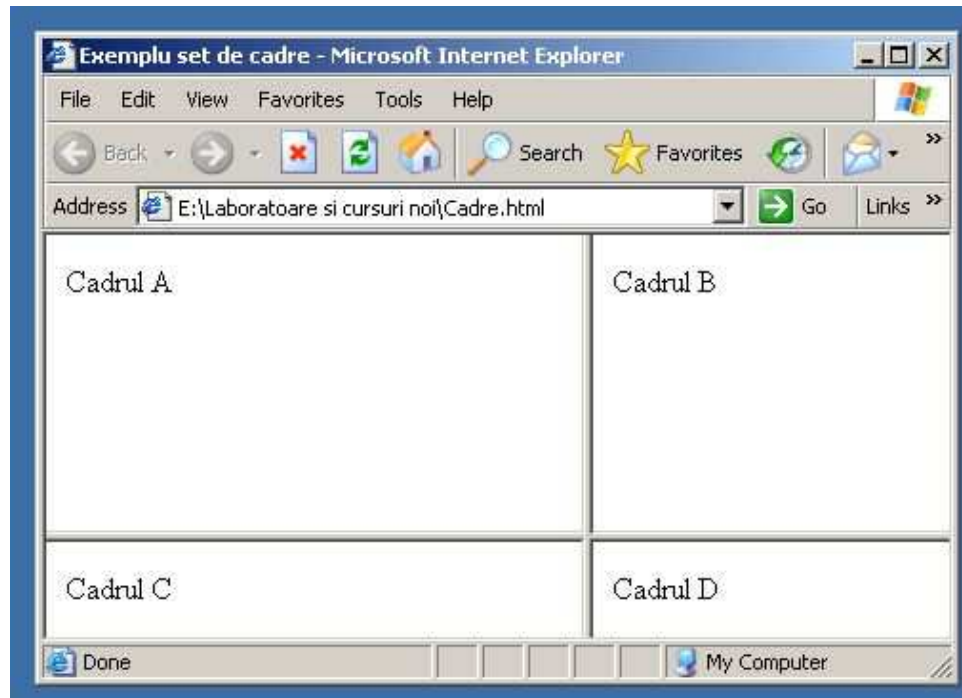 Exemplu set de cadre - Microsoft Internet Explorer
File Edit View Favorites Tools Help
Back Search Favorites »
Address E:\Laboratoare si cursuri noi\Cadre.html Go Links »
Cadrul A Cadrul B
Cadrul C Cadrul D
Done My Computer